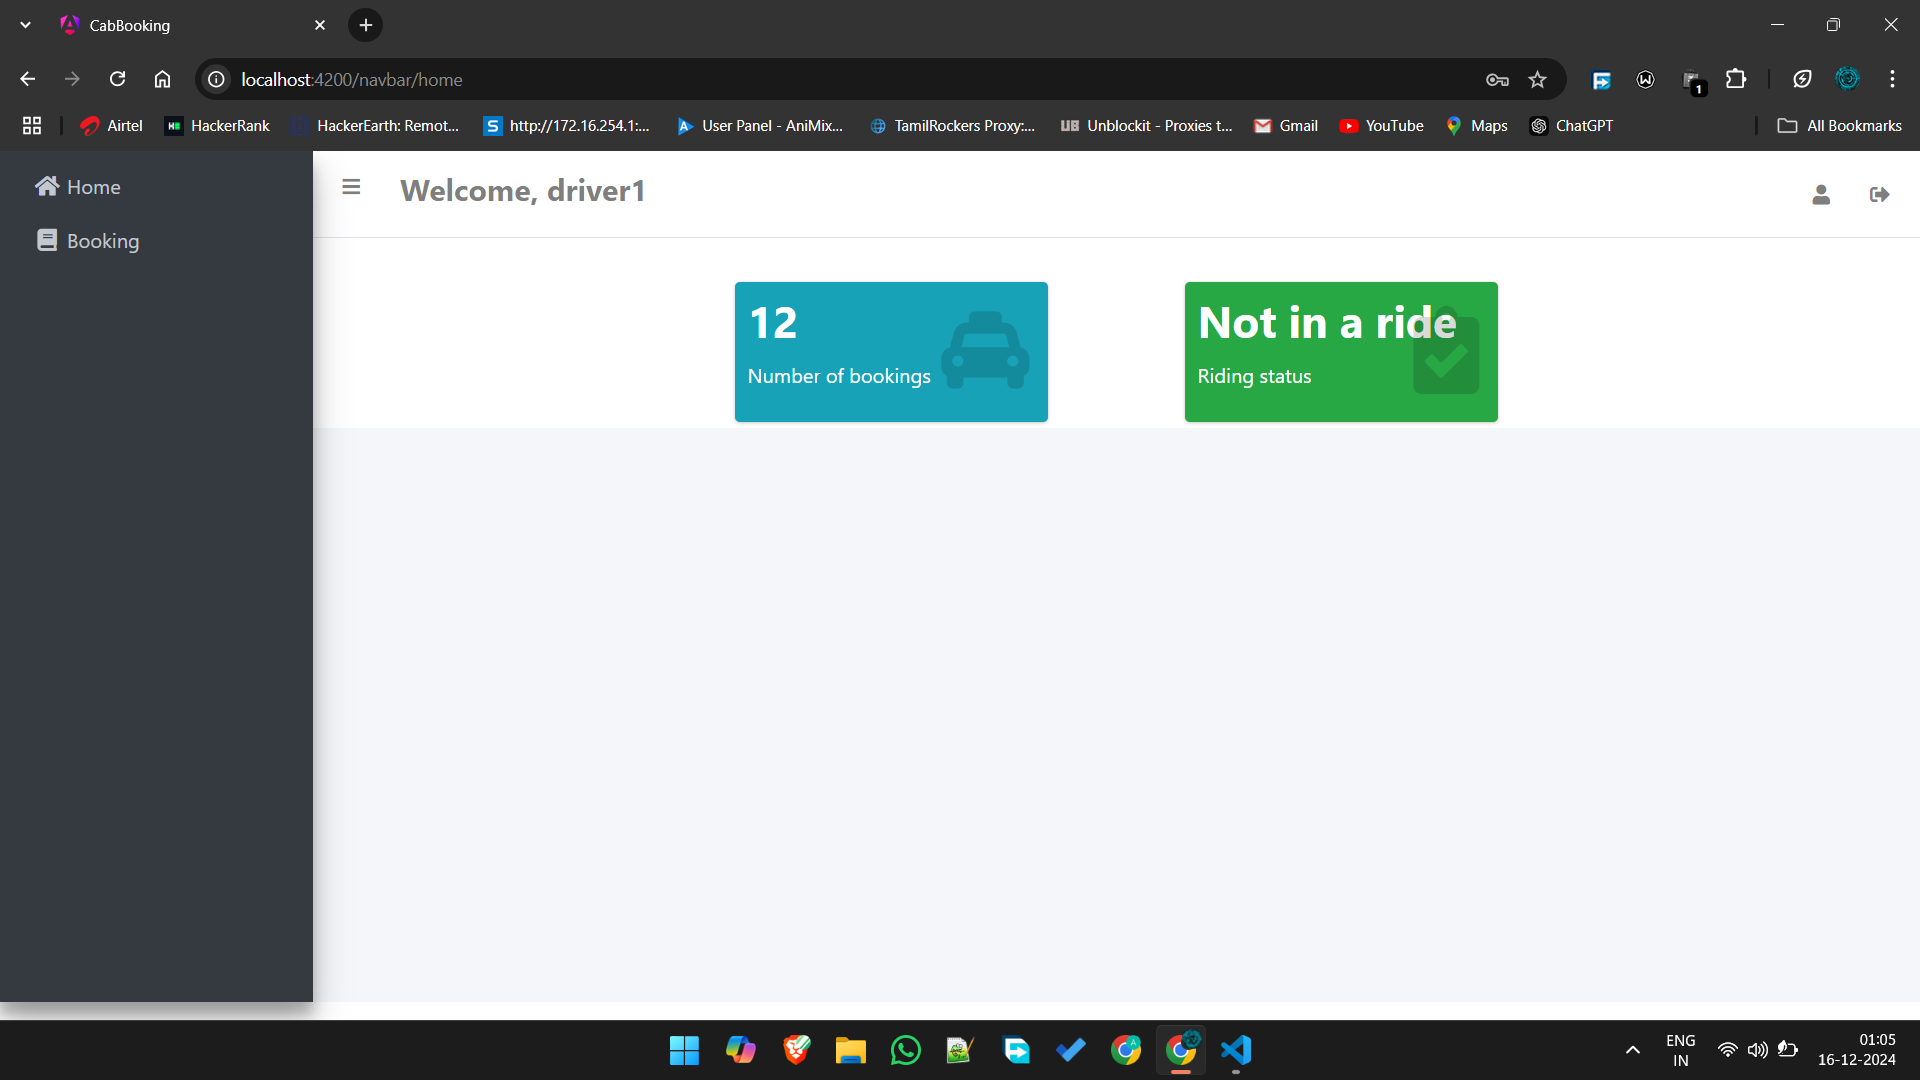 CabBooking
localhost:4200/navbar/home
1
Airtel
HackerRank
HackerEarth: Remot...
http://172.16.254.1:...
User Panel - AniMix...
TamilRockers Proxy:...
Unblockit - Proxies t...
Gmail
YouTube
Maps
ChatGPT
All Bookmarks
Home
Booking
Welcome, driver1
12
Number of bookings
Not in a ride
Riding status
ENG
IN
01:05
16-12-2024